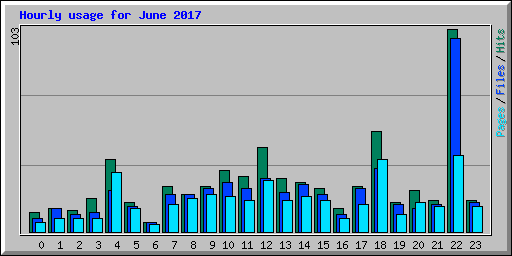 Hourly usage for June 2017
103
Pages / Files / Hits
0 1 2 3 4 5 6 7 8 9 10 11 12 13 14 15 16 17 18 19 20 21 22 23